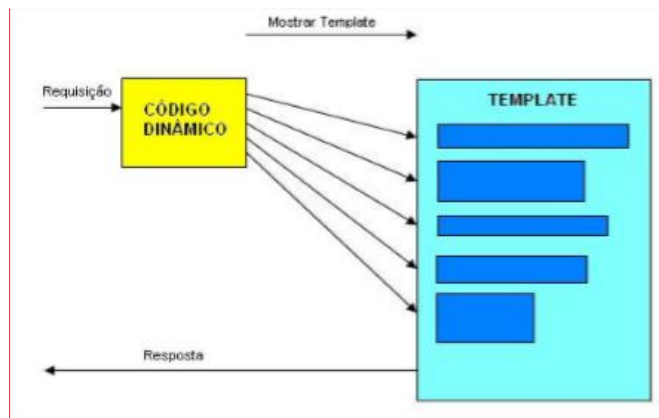 Mostrar Template
Requisição
CÓDIGO
DINÂMICO
TEMPLATE
Resposta